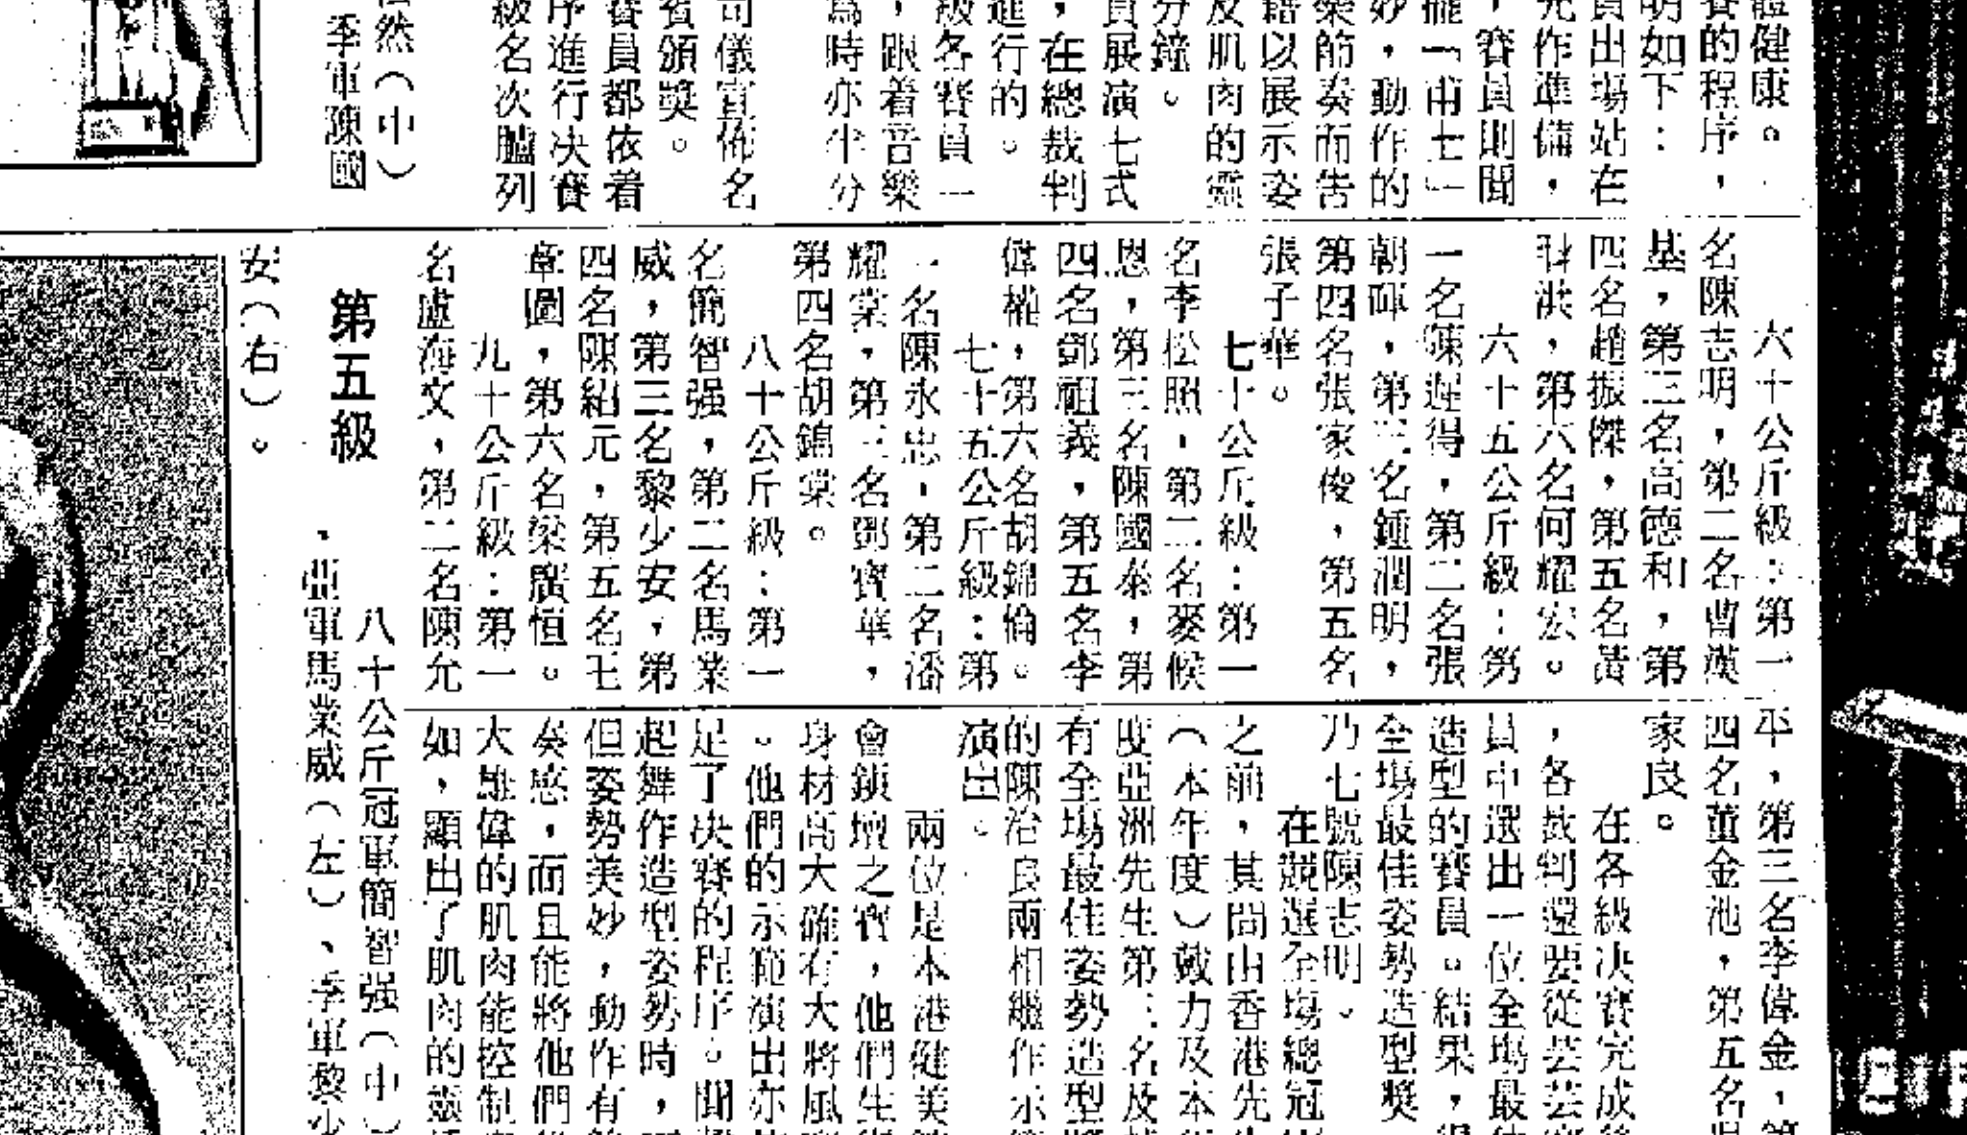 體健康。
賽的程序，
明如下：
員出場站在
先作準備，
，賽員則聞
擺「甫士」
妙，動作的
樂節奏而告
藉以展示姿
及肌肉的靈
分鐘。
員展演七式
，在總裁判
進行的。
級各賽員一
，跟着音樂
為時亦半分
司儀宣佈名
賓頒獎。
賽員都依着
序進行決賽
級名次臚列
然（中）
季軍陳國
六十公斤級：第一
名陳志明，第二名曹漢
基，第三名高德和，第
四名趙振傑，第五名黃
洪，第六名何耀宏。
六十五公斤級：第
一名陳遲得，第二名張
朝暉，第三名鍾潤明，
第四名張家俊，第五名
張子華。
七十公斤級：第一
名李松照，第二名麥候
恩，第三名陳國泰，第
四名鄧祖義，第五名李
偉權，第六名胡錦倫。
七十五公斤級：第
一名陳永忠，第二名潘
耀棠，第三名鄧寶華，
第四名胡錦棠。
八十公斤級：第一
名簡智强，第二名馬業
威，第三名黎少安，第
四名陳紹元，第五名王
章圖，第六名梁廣恒。
九十公斤級：第一
名盧海文，第二名陳允
平，第三名李偉金，第
四名董金池，第五名
家良。
在各級决賽完成
，各裁判還要從芸芸
員中選出一位全場最
造型的賽員。結果，
全場最佳姿勢造型獎
乃七號陳志明。
在競選全場總冠
之前，其間由香港先
（本年度）戴力及本
度亞洲先生第三名及
有全場最佳姿勢造型
的陳治良兩相繼作示
演出。
兩位是本港健美
會鎮壇之寶，他們生
身材高大確有大將風
。他們的示範演出亦
足了决賽的程序。聞
起舞作造型姿勢時，
但姿勢美妙，動作有
奏感，而且能將他們
大雄偉的肌肉能控制
如，顯出了肌肉的
第五級
八十公斤冠軍簡智强（中）
、亞軍馬業威（左）、季軍黎少
安（右）。